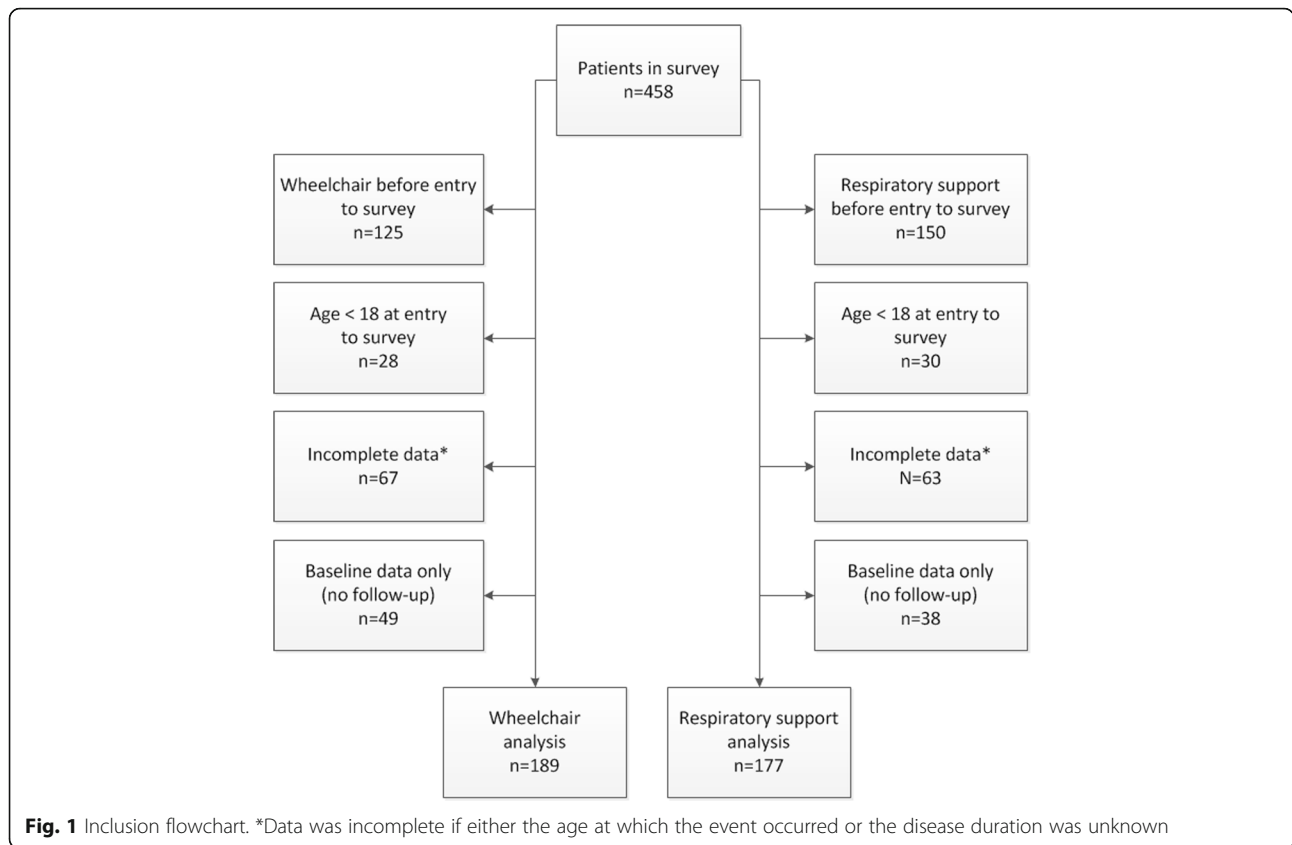 Patients in survey
n=458
Wheelchair before entry
to survey
n=125
Respiratory support
before entry to survey
n=150
Age < 18 at entry
to survey
n=28
Age < 18 at entry to
survey
n=30
Incomplete data*
n=67
Incomplete data*
N=63
Baseline data only
(no follow-up)
n=49
Baseline data only
(no follow-up)
n=38
Wheelchair
analysis
n=189
Respiratory support
analysis
n=177
Fig. 1 Inclusion flowchart. *Data was incomplete if either the age at which the event occurred or the disease duration was unknown